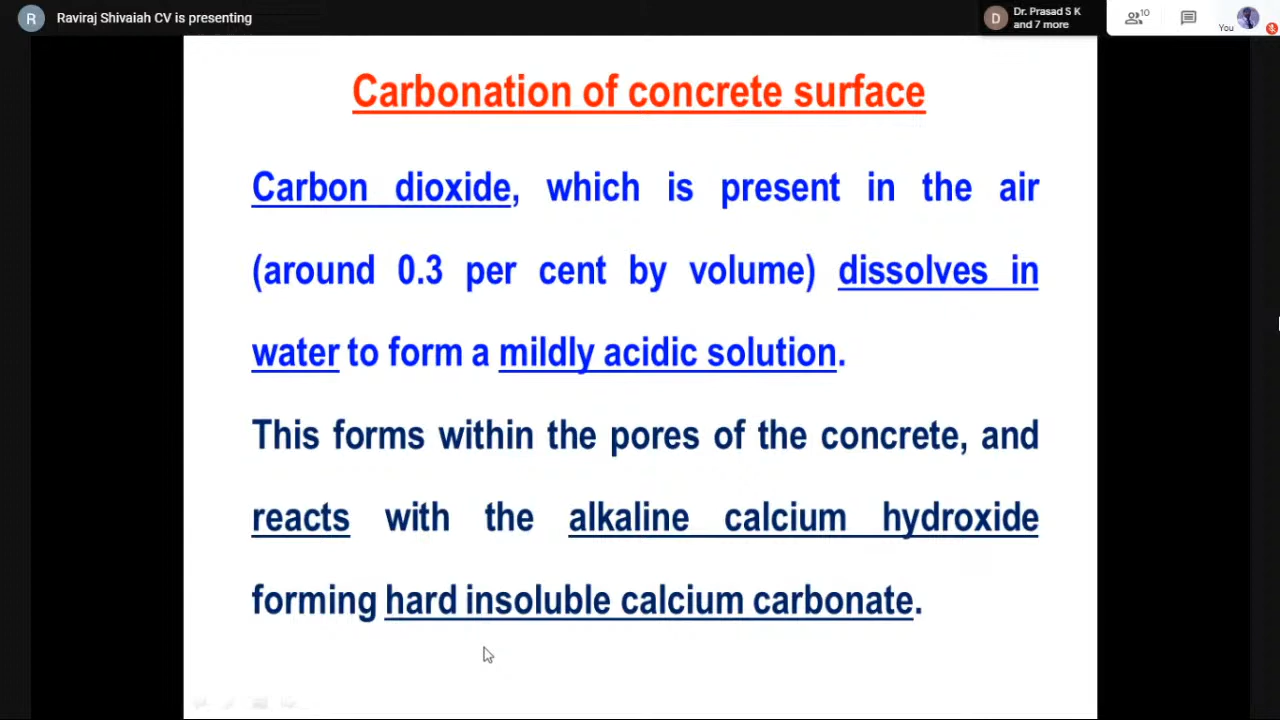 R Raviraj Shivaiah CV is presenting
D Dr. Prasad S K
and 7 more
10
You
Carbonation of concrete surface
Carbon dioxide, which is present in the air
(around 0.3 per cent by volume) dissolves in
water to form a mildly acidic solution.
This forms within the pores of the concrete, and
reacts with the alkaline calcium hydroxide
forming hard insoluble calcium carbonate.